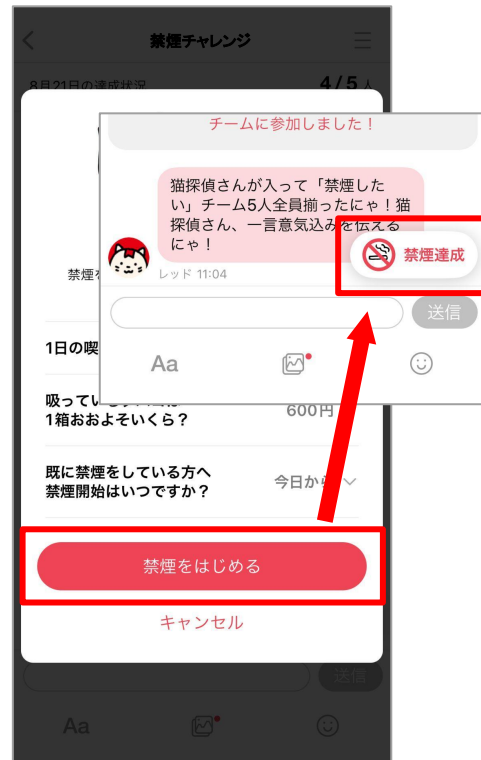 禁煙チャレンジ
8月21日の達成状況
4/5人
チームに参加しました！
猫探偵さんが入って「禁煙した
い」チーム5人全員揃ったにゃ！猫
探偵さん、一言意気込みを伝える
にゃ！
禁煙達成
レッド 11:04
送信
Aa
禁煙
1日の喫
吸ってい
1箱おおよそいくら？
600円
既に禁煙をしている方へ
禁煙開始はいつですか？
今日から
禁煙をはじめる
キャンセル
送信
Aa